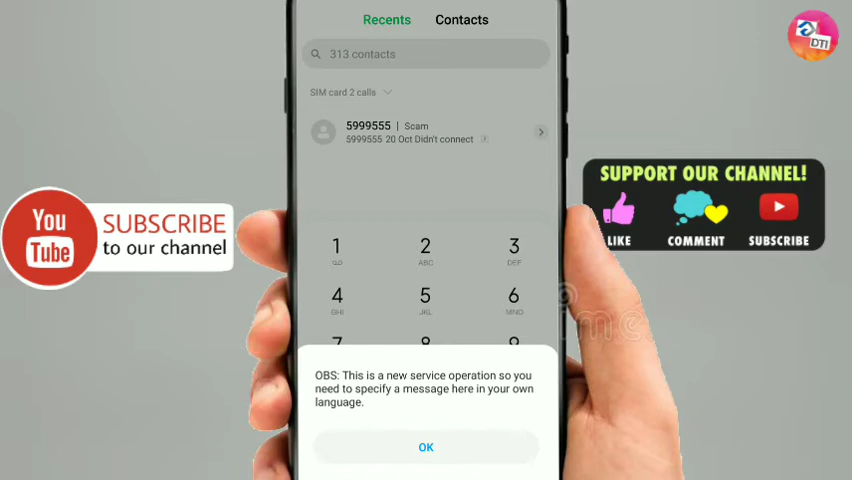 Recents Contacts
DTI
313 contacts
SIM card 2 calls
5999555 | Scam
5999555 20 Oct Didn't connect
SUPPORT OUR CHANNEL!
LIKE COMMENT SUBSCRIBE
You
Tube
SUBSCRIBE
to our channel
1 2 3
ABC DEF
4 5 6
GHI JKL MNO
OBS: This is a new service operation so you
need to specify a message here in your own
language.
OK